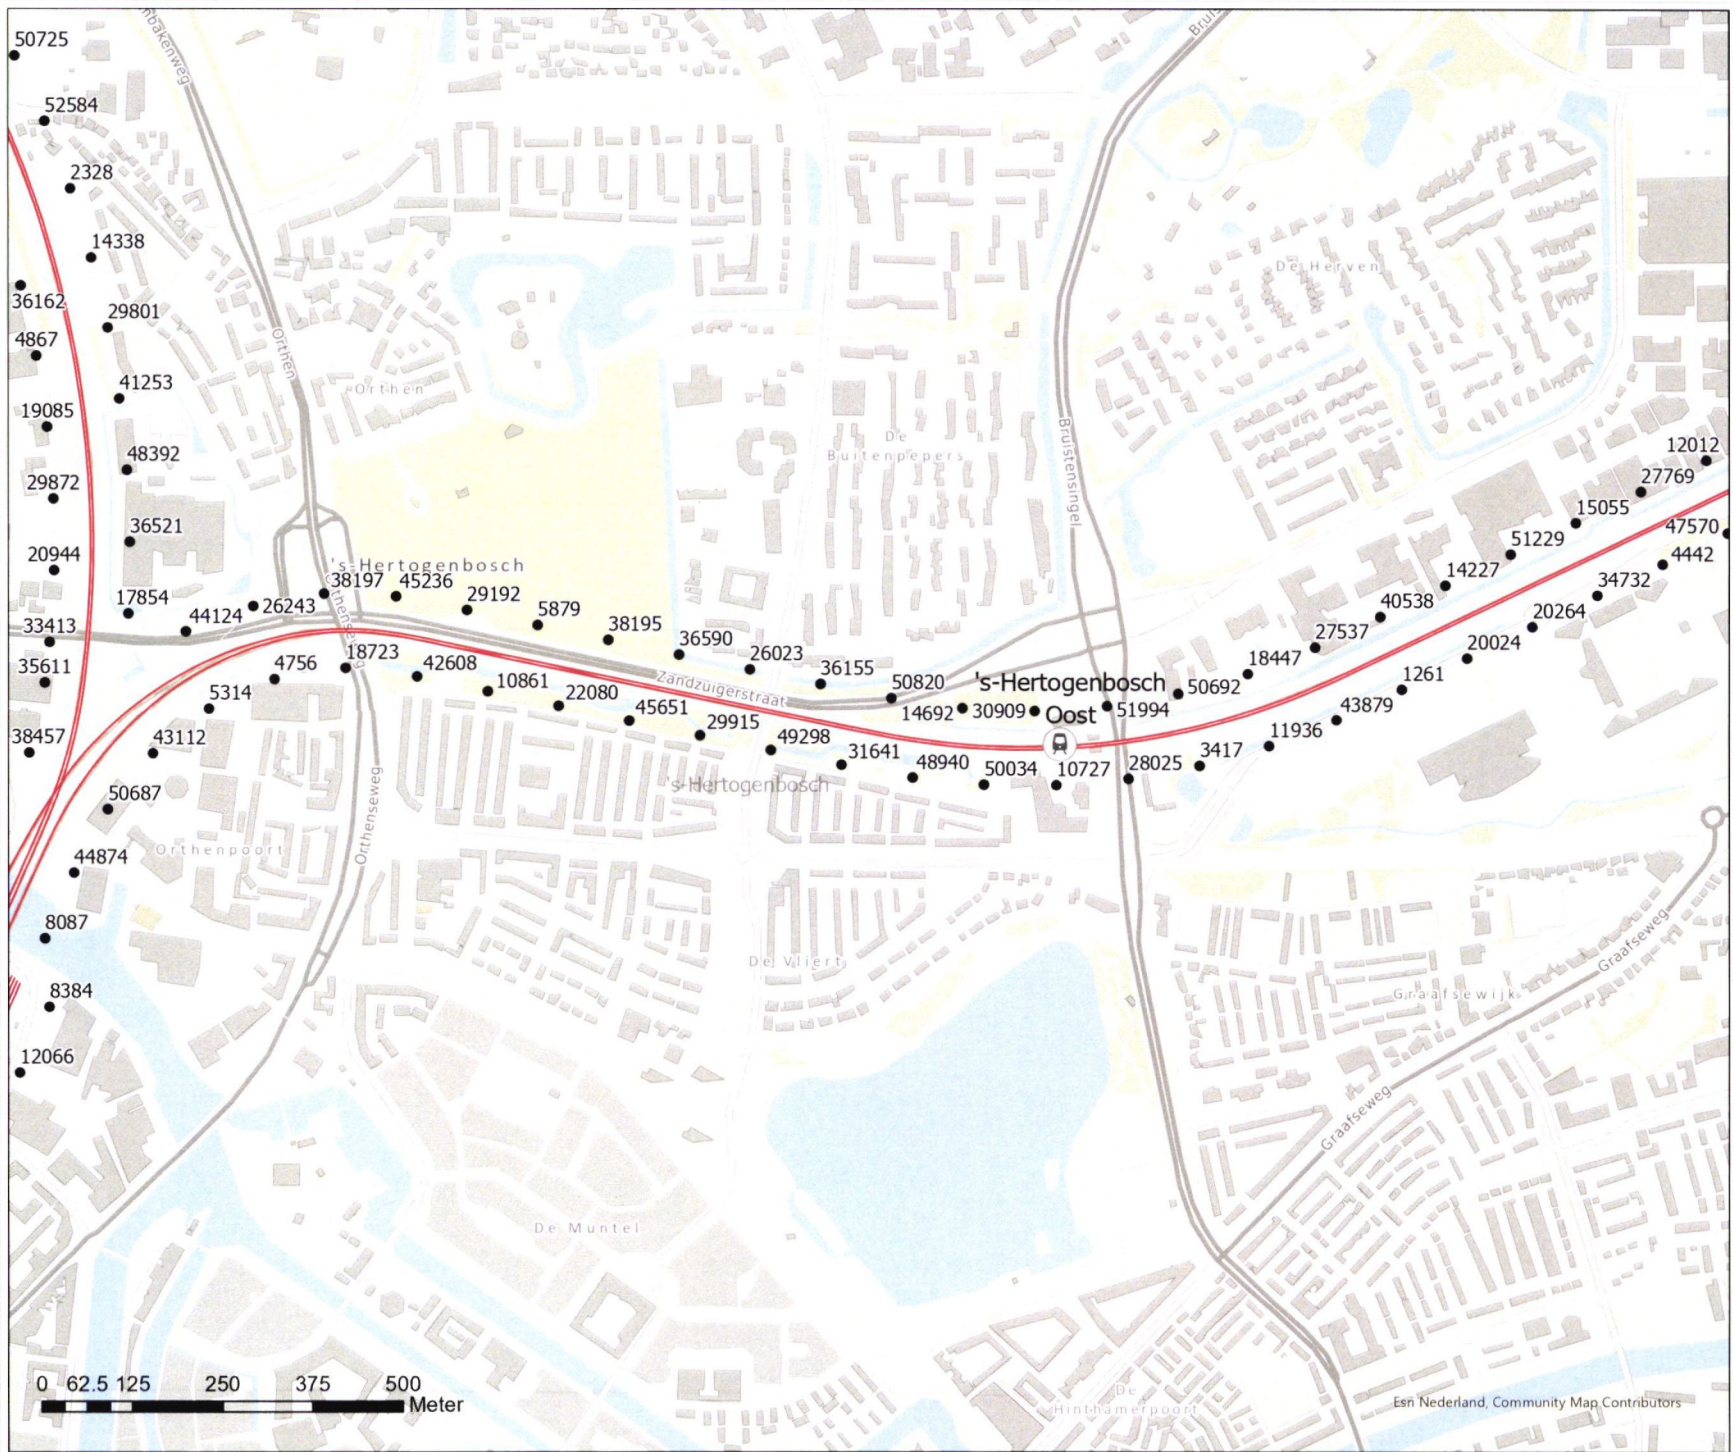 50725
mbakenweg
Bruis
52584
2328
14338
36162
29801
De Herven
4867
Orthen
Orthen
41253
19085
De
Buitenpepers
12012
48392
27769
29872
Bruistensingel
15055
36521
47570
51229
20944
's-Hertogenbosch
4442
38197
45236
14227
17854
26243
29192
34732
44124
5879
40538
20264
33413
Orthenseweg
38195
27537
35611
18723
36590
20024
4756
42608
26023
18447
1261
5314
10861
Zandzuigerstraat
36155
50820
's-Hertogenbosch
Oost
50692
22080
14692
30909
51994
43879
45651
11936
38457
43112
29915
49298
31641
3417
48940
50034
10727
28025
's-Hertogenbosch
50687
Orthenseweg
Orthenpoort
44874
8087
De Vliert
Graafseweg
8384
Graafsewijk
12066
Graafseweg
De Muntel
0 62.5 125 250 375 500
Meter
De
Hinthamerpoort
Esri Nederland, Community Map Contributors